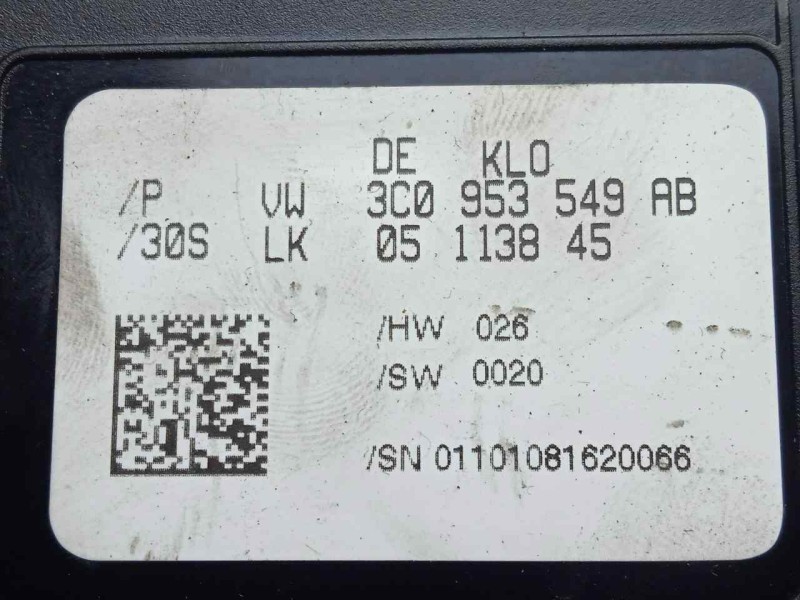 DE KLO
/P VW 3C0 953 549 AB
/30S LK 05 1138 45
/HW 026
/SW 0020
/SN 01101081620066